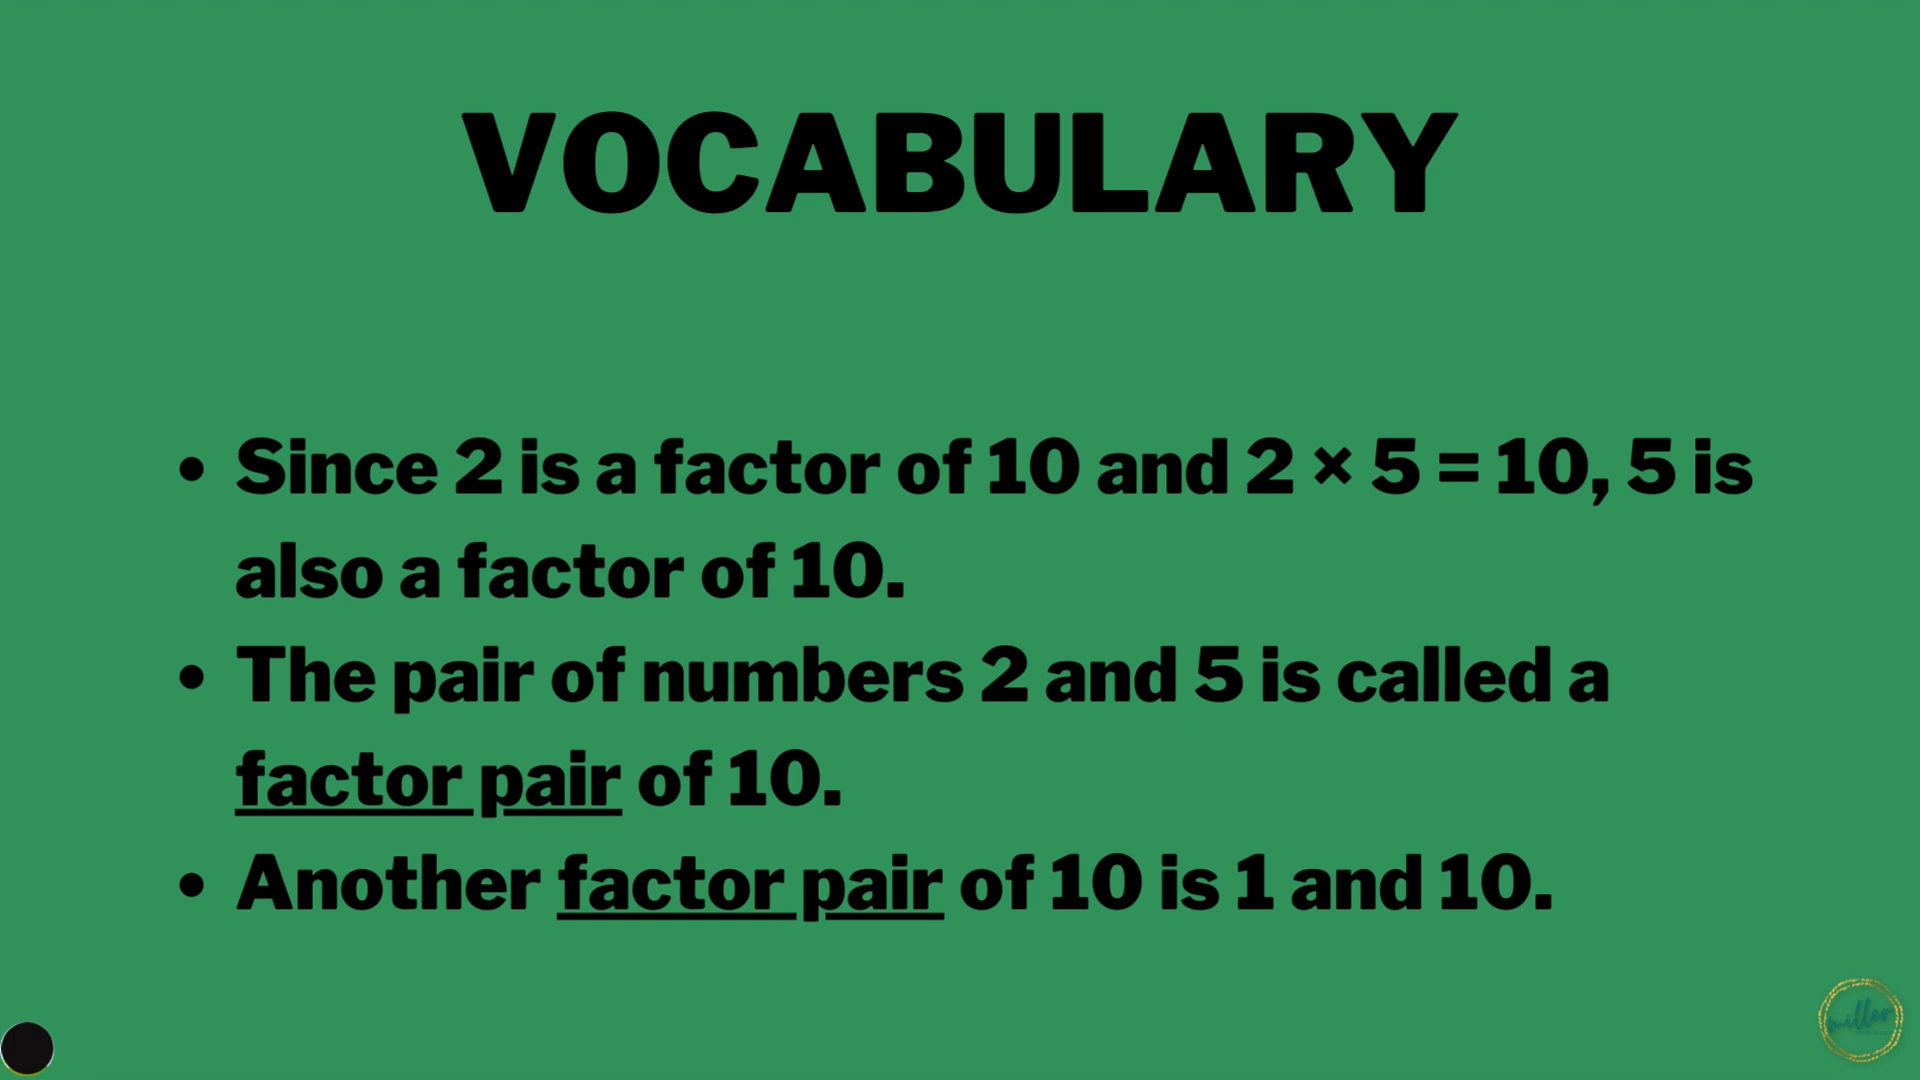 VOCABULARY
• Since 2 is a factor of 10 and 2 × 5 = 10, 5 is
also a factor of 10.
• The pair of numbers 2 and 5 is called a
factor pair of 10.
• Another factor pair of 10 is 1 and 10.
miller